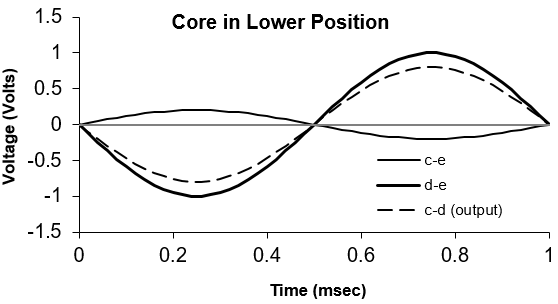 Core in Lower Position
1.5
1
0.5
0
-0.5
-1
-1.5
Voltage (Volts)
c-e
d-e
c-d (output)
0 0.2 0.4 0.6 0.8 1
Time (msec)